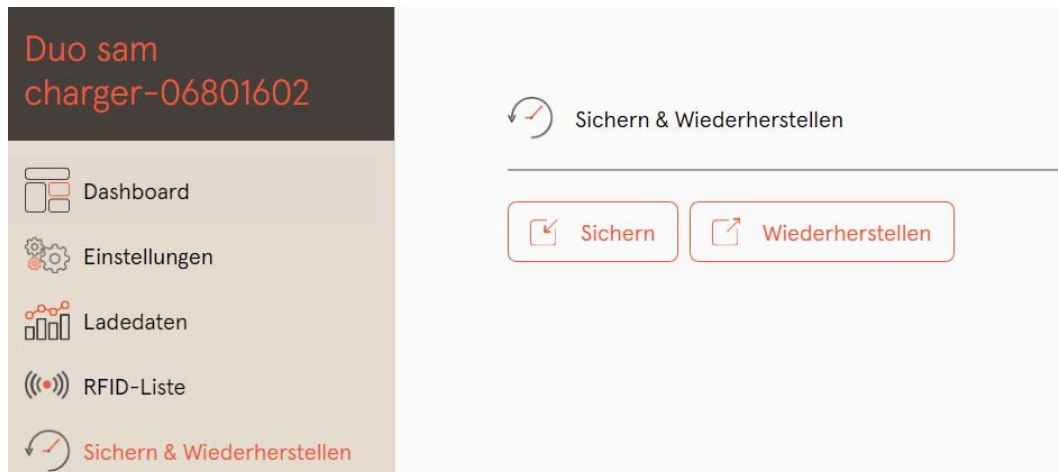 Duo sam
charger-06801602
Dashboard
Einstellungen
Ladedaten
RFID-Liste
Sichern & Wiederherstellen
Sichern & Wiederherstellen
Sichern
Wiederherstellen